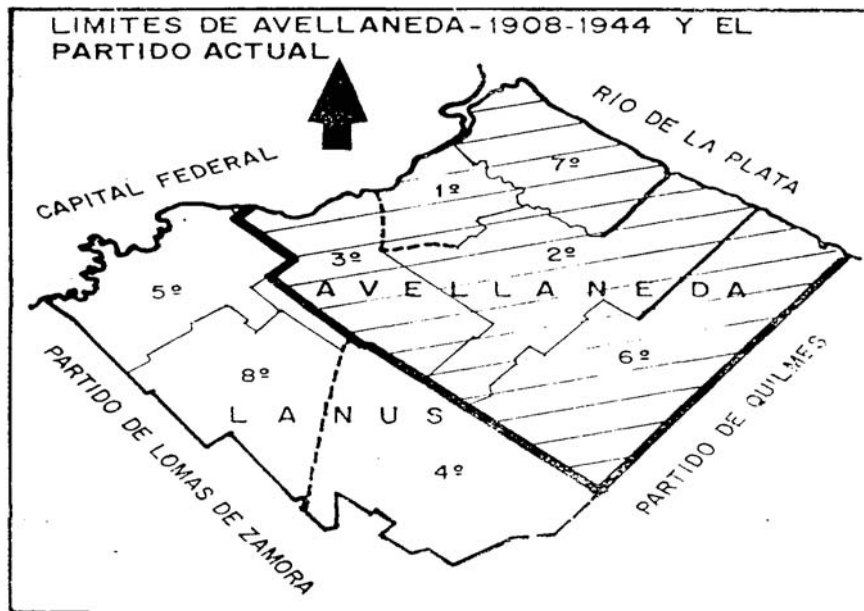 LIMITES DE AVELLANEDA-1908-1944 Y EL
PARTIDO ACTUAL
RIO DE LA PLATA
CAPITAL FEDERAL
7º
1º
2º
3º
5º
AVELLANEDA
6º
8º
LANUS
4º
PARTIDO DE QUILMES
PARTIDO DE LOMAS DE ZAMORA